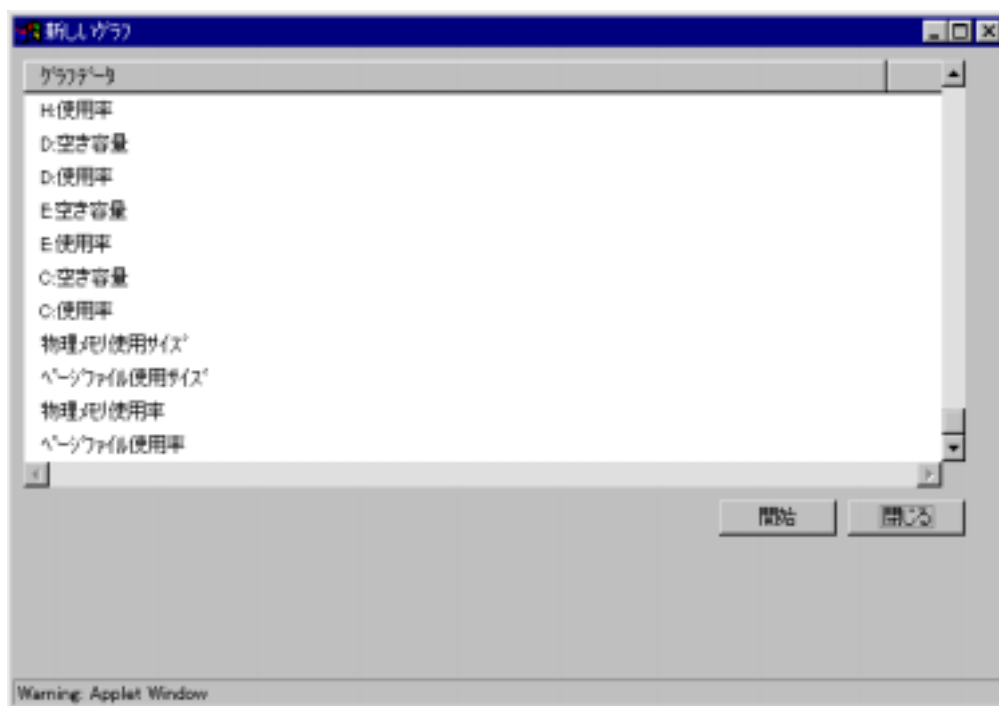 新しいｸﾞﾗﾌ
ｸﾞﾗﾌﾃﾞｰﾀ
H:使用率
D:空き容量
D:使用率
E:空き容量
E:使用率
C:空き容量
C:使用率
物理ﾒﾓﾘ使用ｻｲｽﾞ
ﾍﾟｰｼﾞﾌｧｲﾙ使用ｻｲｽﾞ
物理ﾒﾓﾘ使用率
ﾍﾟｰｼﾞﾌｧｲﾙ使用率
開始 閉じる
Warning: Applet Window